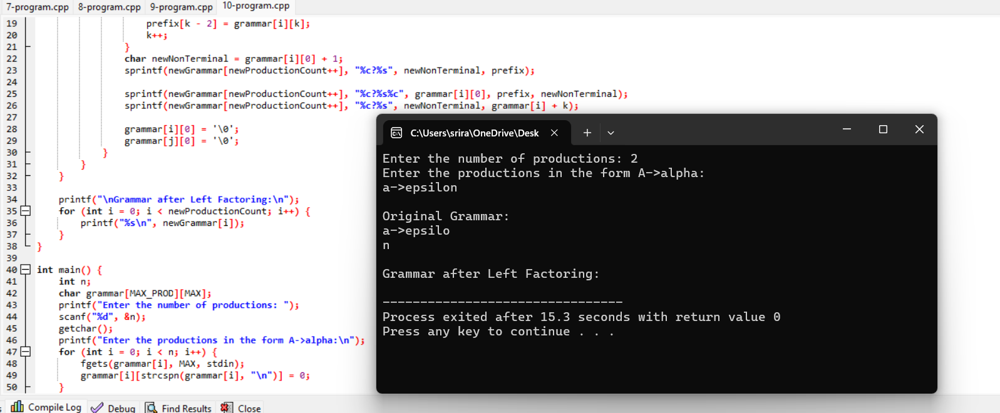 7-program.cpp 8-program.cpp 9-program.cpp 10-program.cpp
19 prefix[k - 2] = grammar[i][k];
20 k++;
21 }
22 char newNonTerminal = grammar[i][0] + 1;
23 sprintf(newGrammar[newProductionCount++], "%c?%s", newNonTerminal, prefix);
24
25 sprintf(newGrammar[newProductionCount++], "%c?%s%c", grammar[i][0], prefix, newNonTerminal);
26 sprintf(newGrammar[newProductionCount++], "%c?%s", newNonTerminal, grammar[i] + k);
27
28 grammar[i][0] = '\0';
29 grammar[j][0] = '\0';
30 }
31 }
32 }
33
34 printf("\nGrammar after Left Factoring:\n");
35 for (int i = 0; i < newProductionCount; i++) {
36 printf("%s\n", newGrammar[i]);
37 }
38 }
39
40 int main() {
41 int n;
42 char grammar[MAX_PROD][MAX];
43 printf("Enter the number of productions: ");
44 scanf("%d", &n);
45 getchar();
46 printf("Enter the productions in the form A->alpha:\n");
47 for (int i = 0; i < n; i++) {
48 fgets(grammar[i], MAX, stdin);
49 grammar[i][strcspn(grammar[i], "\n")] = 0;
50 }
C:\Users\srira\OneDrive\Desk
Enter the number of productions: 2
Enter the productions in the form A->alpha:
a->epsilon
Original Grammar:
a->epsilo
n
Grammar after Left Factoring:
--------------------------------
Process exited after 15.3 seconds with return value 0
Press any key to continue . . .
Compile Log Debug Find Results Close